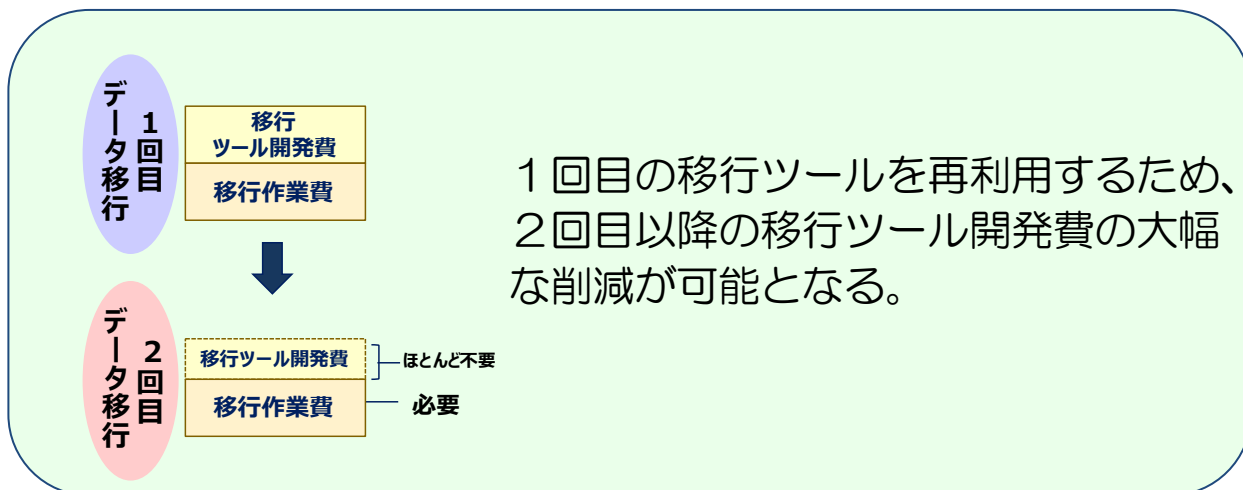 １回目
データ移行
移行
ツール開発費
移行作業費
１回目の移行ツールを再利用するため、
２回目以降の移行ツール開発費の大幅
な削減が可能となる。
２回目
データ移行
移行ツール開発費
ほとんど不要
移行作業費
必要